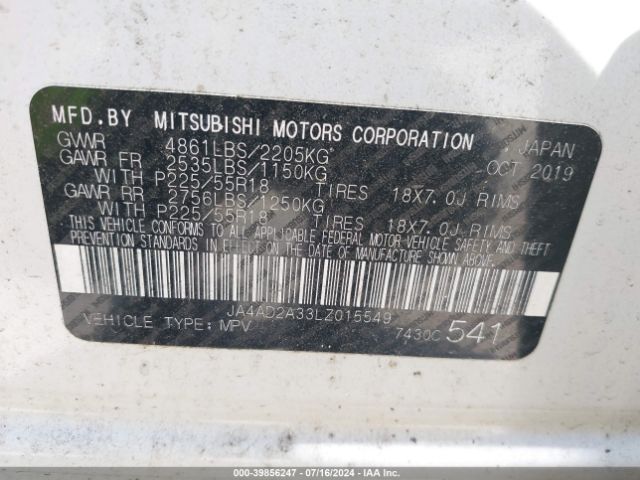 MFD.BY MITSUBISHI MOTORS CORPORATION
GVWR 4861LBS/2205KG JAPAN
GAWR FR 2535LBS/1150KG OCT 2019
WITH P225/55R18 TIRES 18X7.0J RIMS
GAWR RR 2756LBS/1250KG
WITH P225/55R18 TIRES 18X7.0J RIMS
THIS VEHICLE CONFORMS TO ALL APPLICABLE FEDERAL MOTOR-VEHICLE SAFETY AND THEFT
PREVENTION STANDARDS IN EFFECT ON THE DATE OF MANUFACTURE SHOWN ABOVE.
JA4AD2A33LZ015549
VEHICLE TYPE: MPV 7430C 541
000-39856247 / 07/16/2024 - IAA Inc.